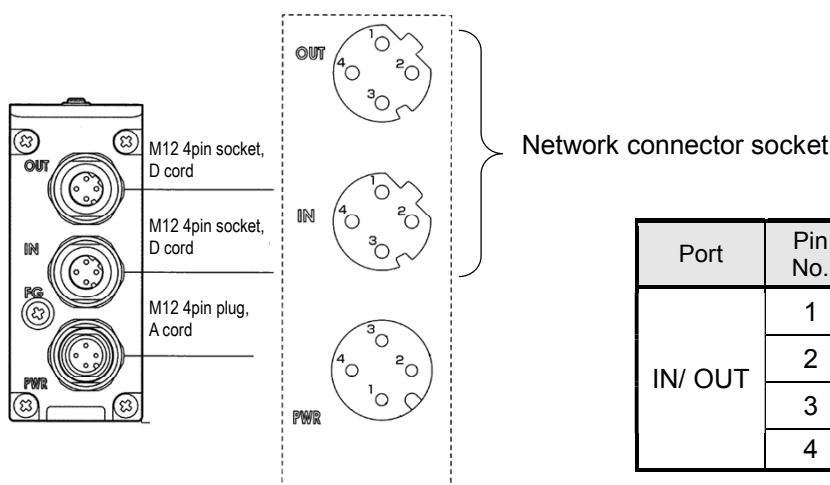 OUT
IN
FG
PWR
M12 4pin socket,
D cord
M12 4pin socket,
D cord
M12 4pin plug,
A cord
OUT
1
4 2
3
IN
1
4 2
3
3
4 2
1
PWR
Network connector socket
Port Pin
No.
IN/ OUT 1
2
3
4